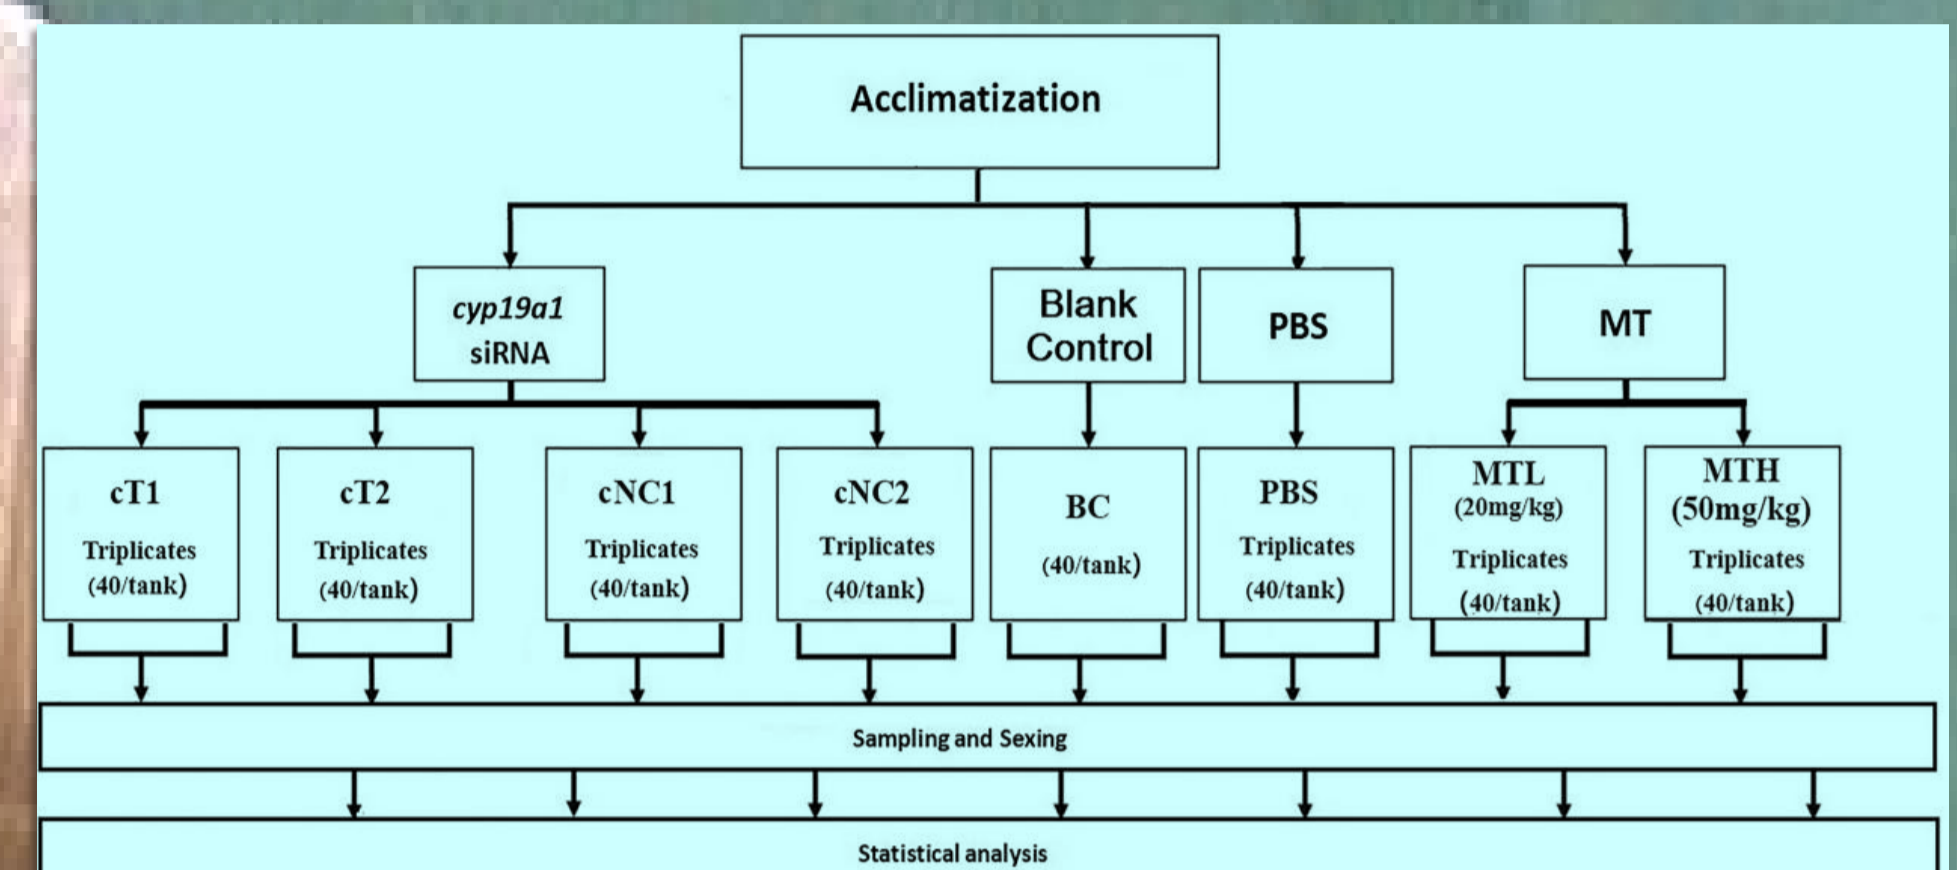 Acclimatization
cyp19a1
siRNA
Blank
Control
PBS
MT
cT1
Triplicates
(40/tank)
cT2
Triplicates
(40/tank)
cNC1
Triplicates
(40/tank)
cNC2
Triplicates
(40/tank)
BC
(40/tank)
PBS
Triplicates
(40/tank)
MTL
(20mg/kg)
Triplicates
(40/tank)
MTH
(50mg/kg)
Triplicates
(40/tank)
Sampling and Sexing
Statistical analysis